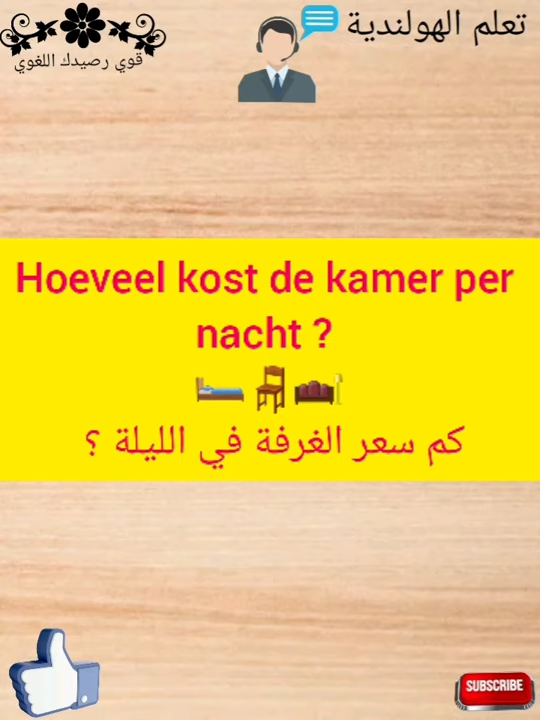 تعلم الهولندية
قوي رصيدك اللغوي
Hoeveel kost de kamer per
nacht ?
كم سعر الغرفة في الليلة ؟
SUBSCRIBE